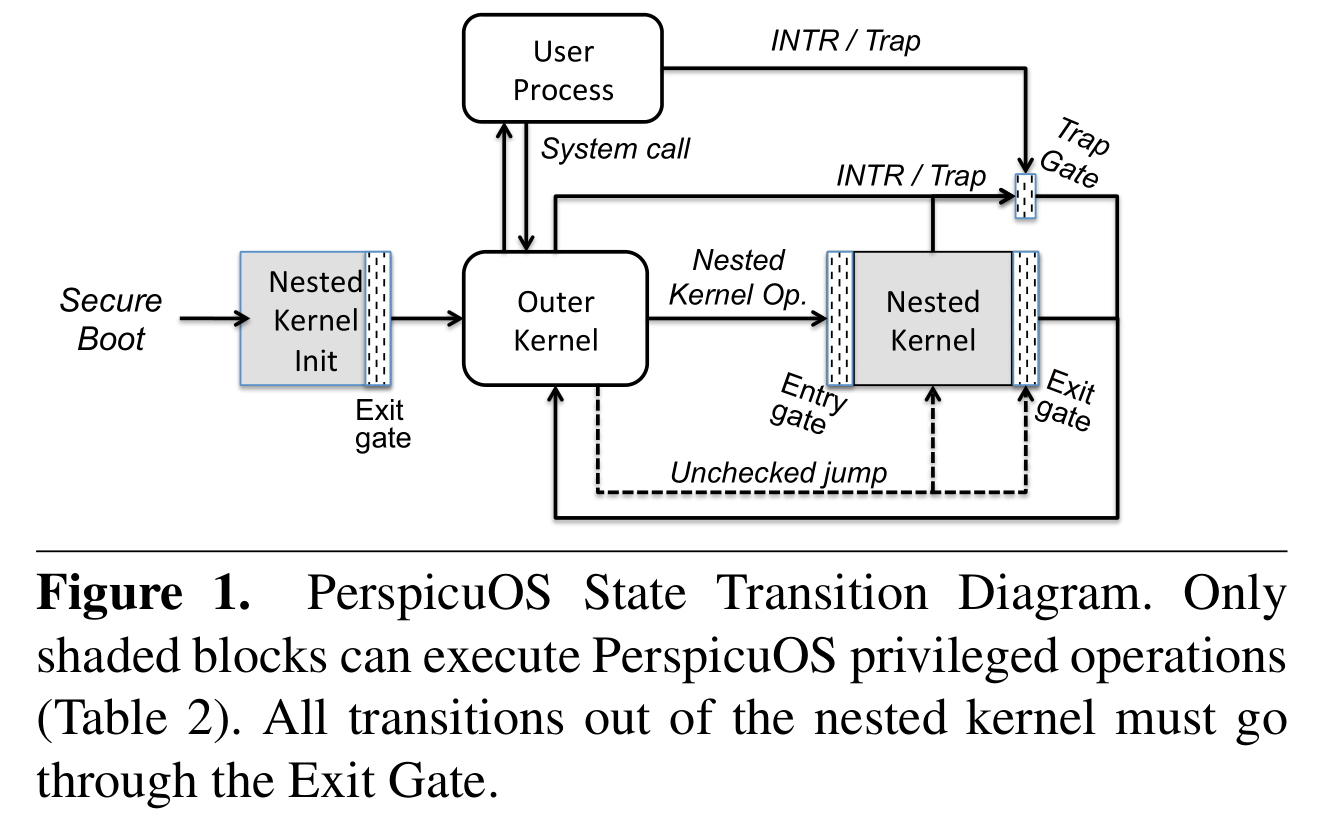 User
Process
INTR / Trap
System call
Trap
Gate
INTR / Trap
Secure
Boot
Nested
Kernel
Init
Exit
gate
Outer
Kernel
Nested
Kernel Op.
Nested
Kernel
Entry
gate
Exit
gate
Unchecked jump
Figure 1. PerspicuOS State Transition Diagram. Only
shaded blocks can execute PerspicuOS privileged operations
(Table 2). All transitions out of the nested kernel must go
through the Exit Gate.